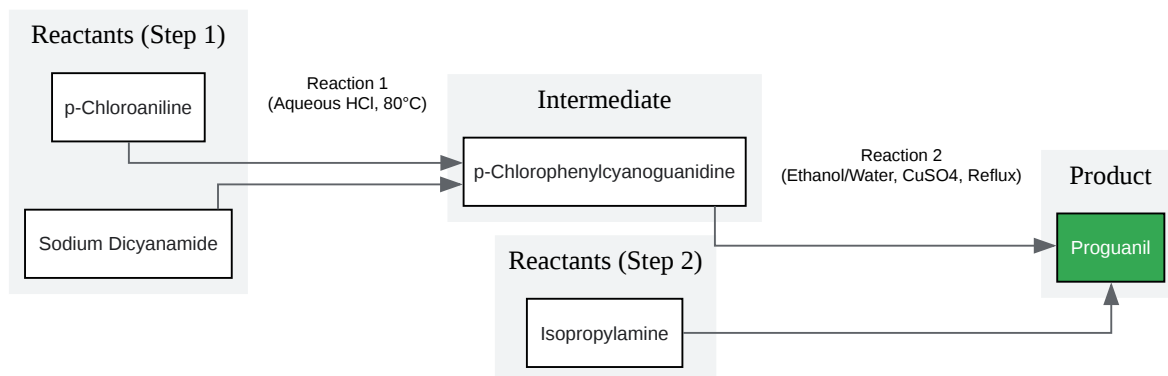 Reactants (Step 1)
p-Chloroaniline
Sodium Dicyanamide
Reaction 1
(Aqueous HCl, 80°C)
Intermediate
p-Chlorophenylcyanoguanidine
Reactants (Step 2)
Isopropylamine
Reaction 2
(Ethanol/Water, CuSO4, Reflux)
Product
Proguanil